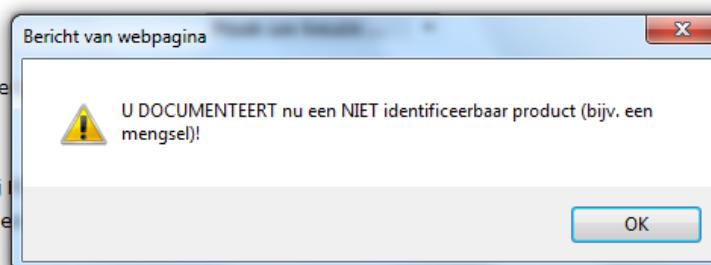 Bericht van webpagina
U DOCUMENTEERT nu een NIET identificeerbaar product (bijv. een
mengsel)!
OK